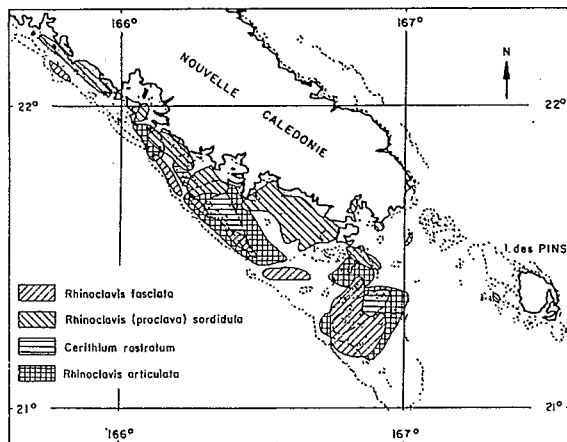 166°
167°
N
NOUVELLE
CALEDONIE
22°
22°
I. des PINS
Rhinoclavis fasciata
Rhinoclavis (proclava) sordidula
Cerithium rostratum
Rhinoclavis articulata
21°
21°
166°
167°